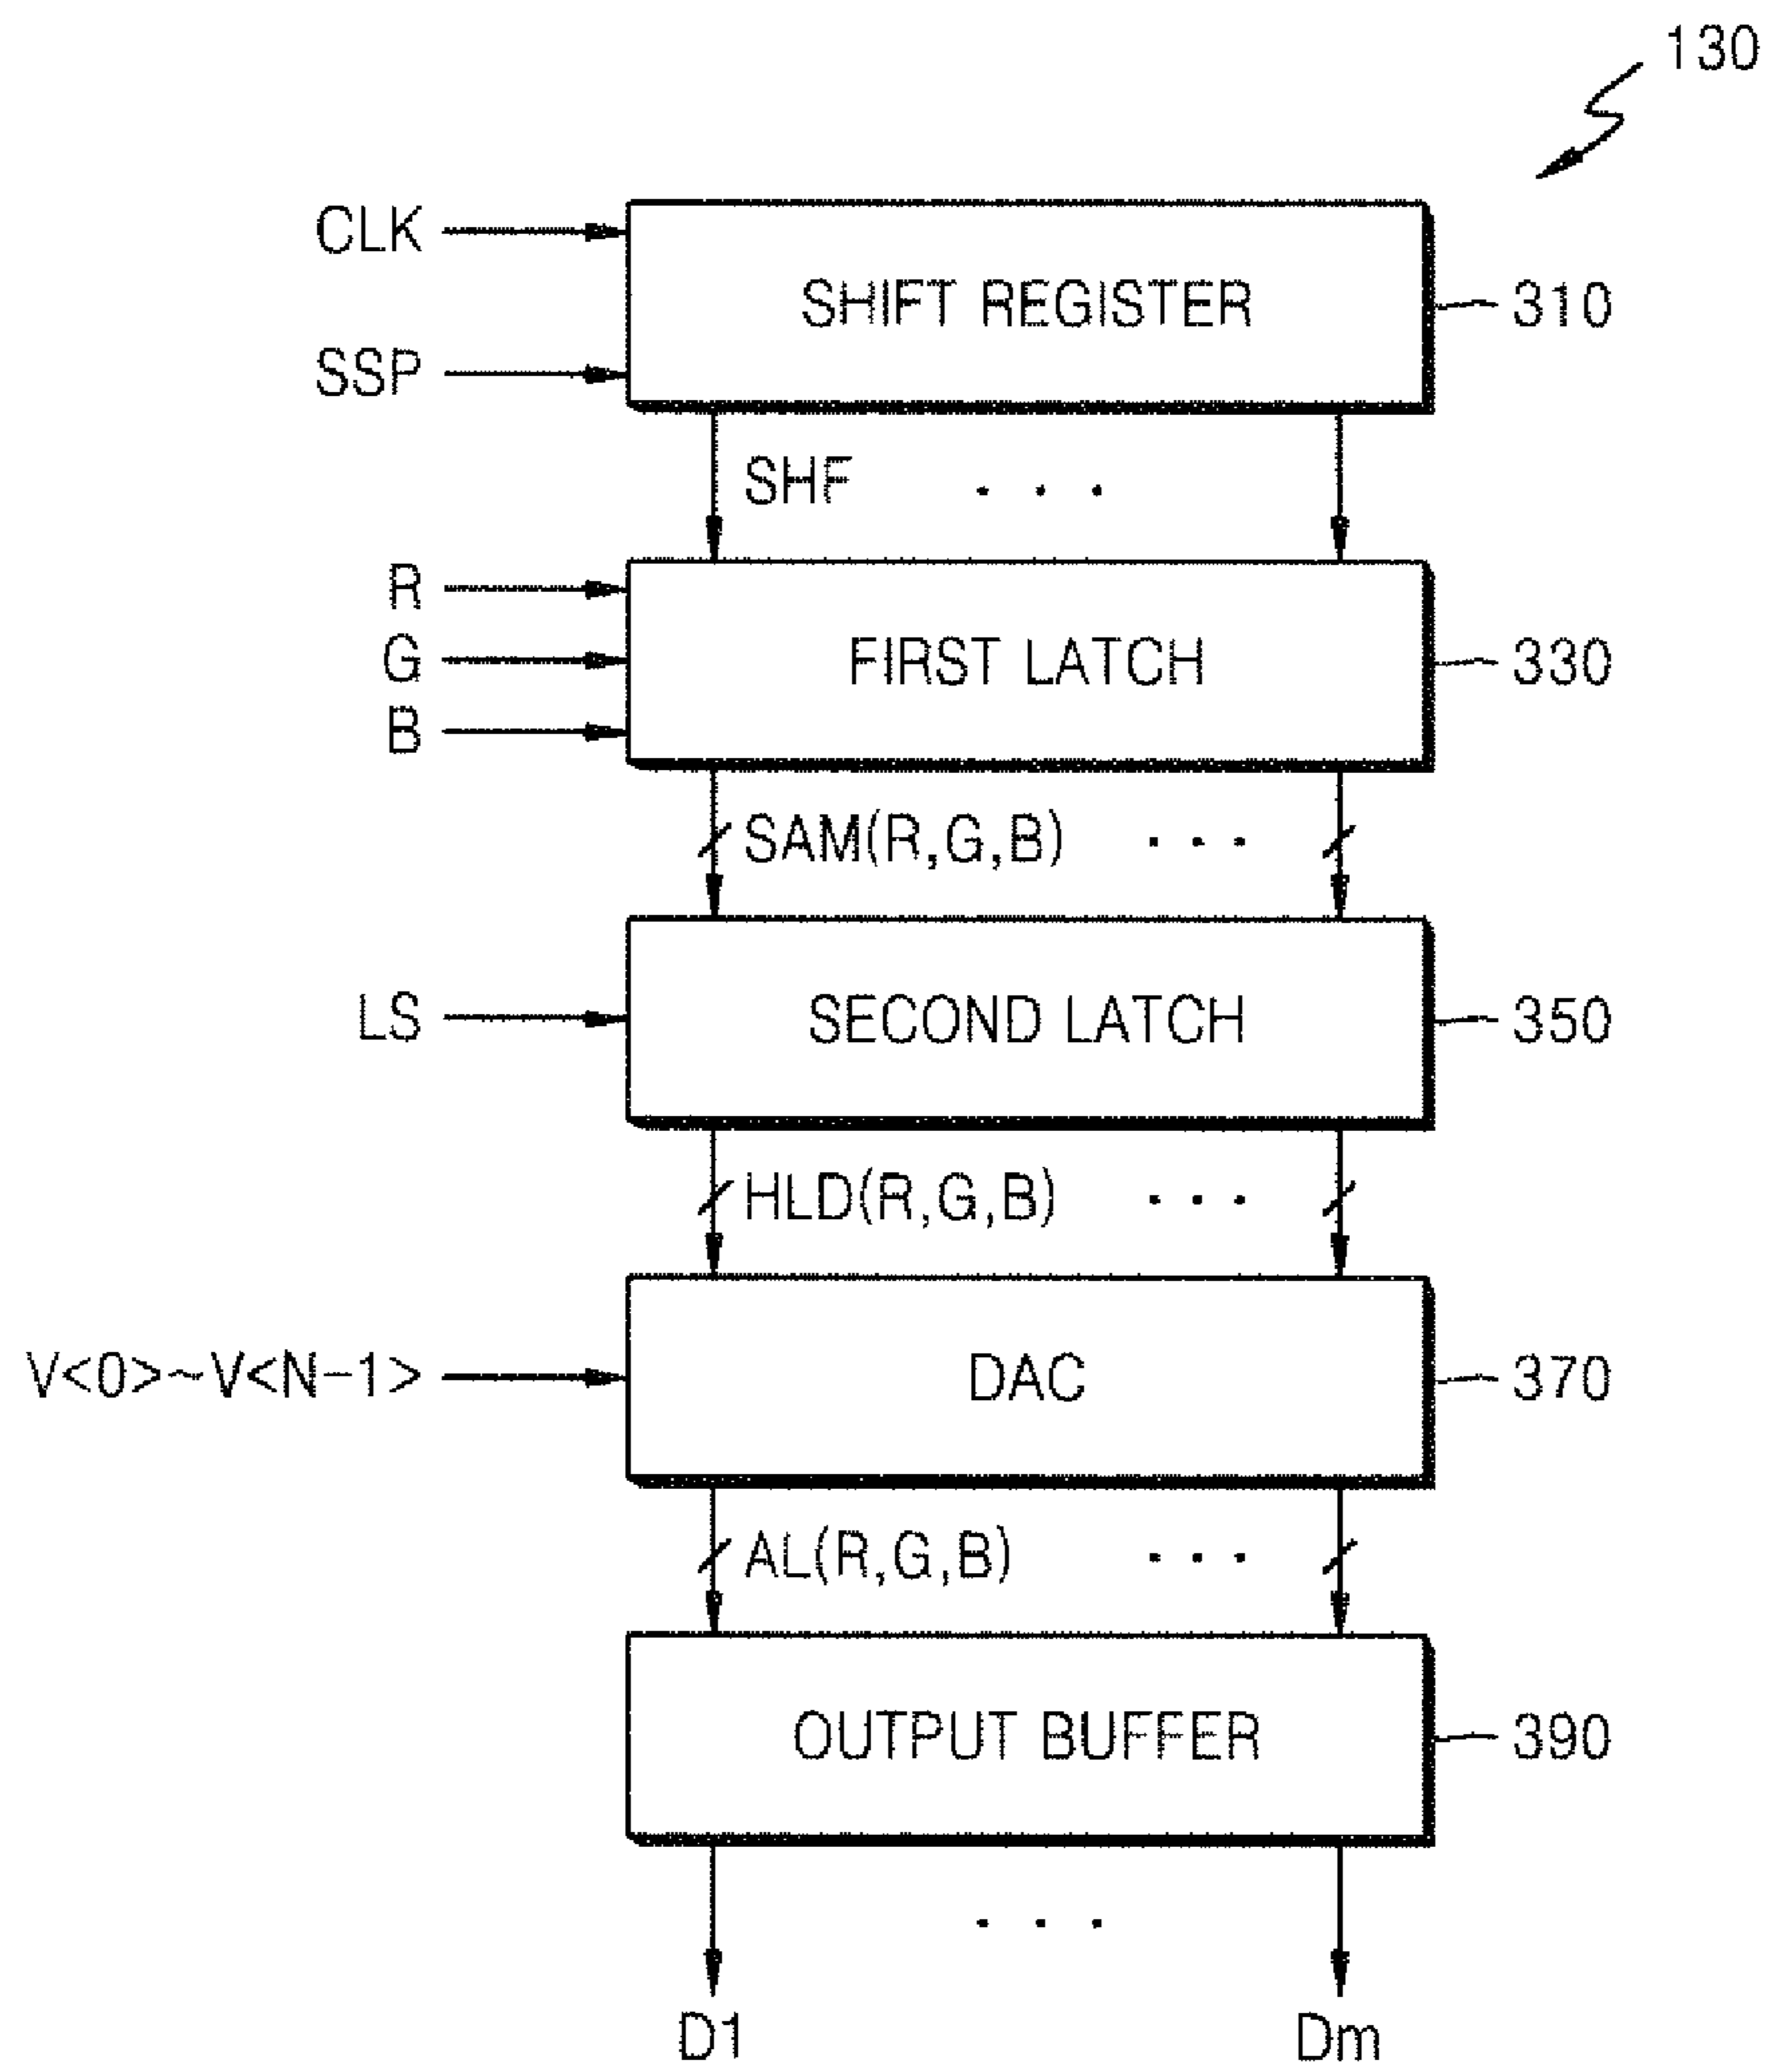 130
CLK
SHIFT REGISTER
310
SSP
SHF . . .
R
G
B
FIRST LATCH
330
SAM(R,G,B) . . .
LS
SECOND LATCH
350
HLD(R,G,B) . . .
V<0>~V<N-1>
DAC
370
AL(R,G,B) . . .
OUTPUT BUFFER
390
. . .
D1
Dm